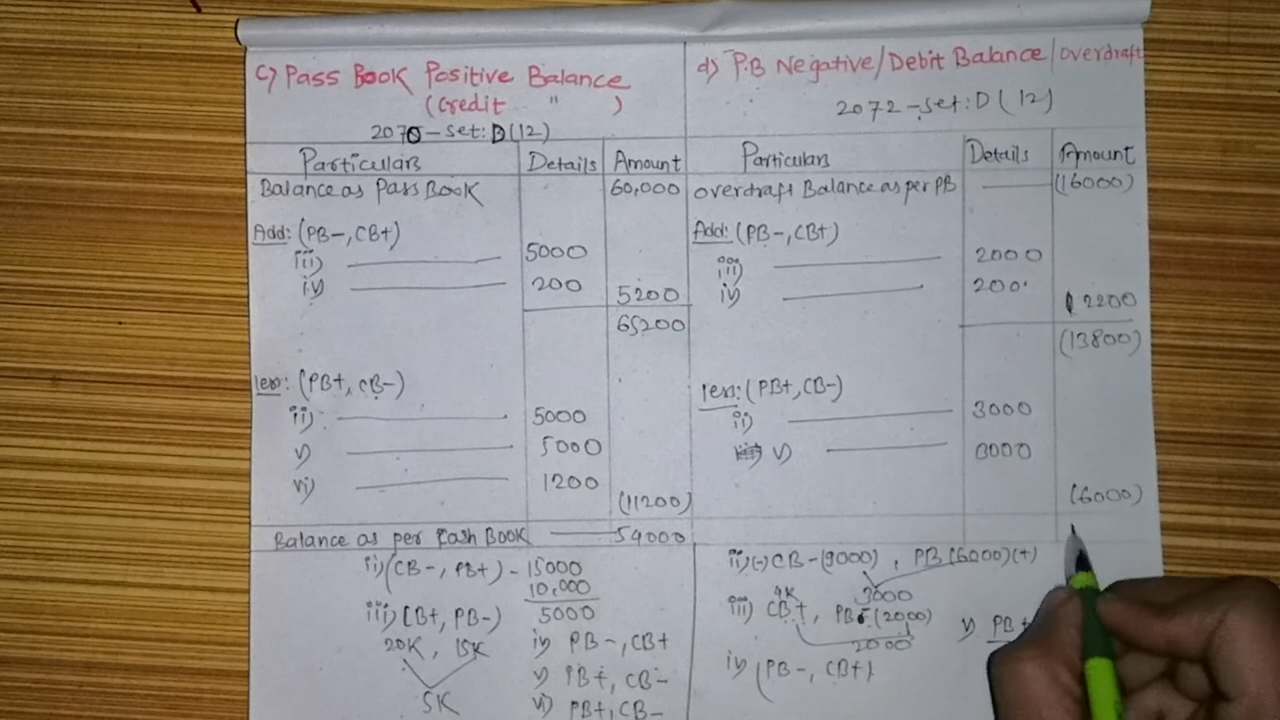 c) Pass Book Positive Balance
(Credit " )
2070-set: D(12)
Particulars Details Amount
Balance as Pass Book 60,000
Add: (PB-, CB+)
iii) 5000
iv) 200 5200
65200
less: (PB+, CB-)
ii) 5000
v) 5000
vi) 1200
(11200)
Balance as per Cash Book 54000
ii) (CB-, PB+) - 15000
10,000
iii) (B+, PB-) 5000
20K, 15K
5K
iv) PB-, CB+
v) PB+, CB-
vi) PB+, CB-
d) P.B Negative/Debit Balance/overdraft
2072-set: D(12)
Particulars Details Amount
overdraft Balance as per PB (16000)
Add: (PB-, CB+)
iii) 2000
iv) 200 2200
(13800)
less: (PB+, CB-)
ii) 3000
v) 3000
(6000)
ii) (-) CB-(9000), PB(6000)(+)
3000
4K
iii) CB+, PB (2000)
2000
iv) (PB-, CB+)
v) PB+